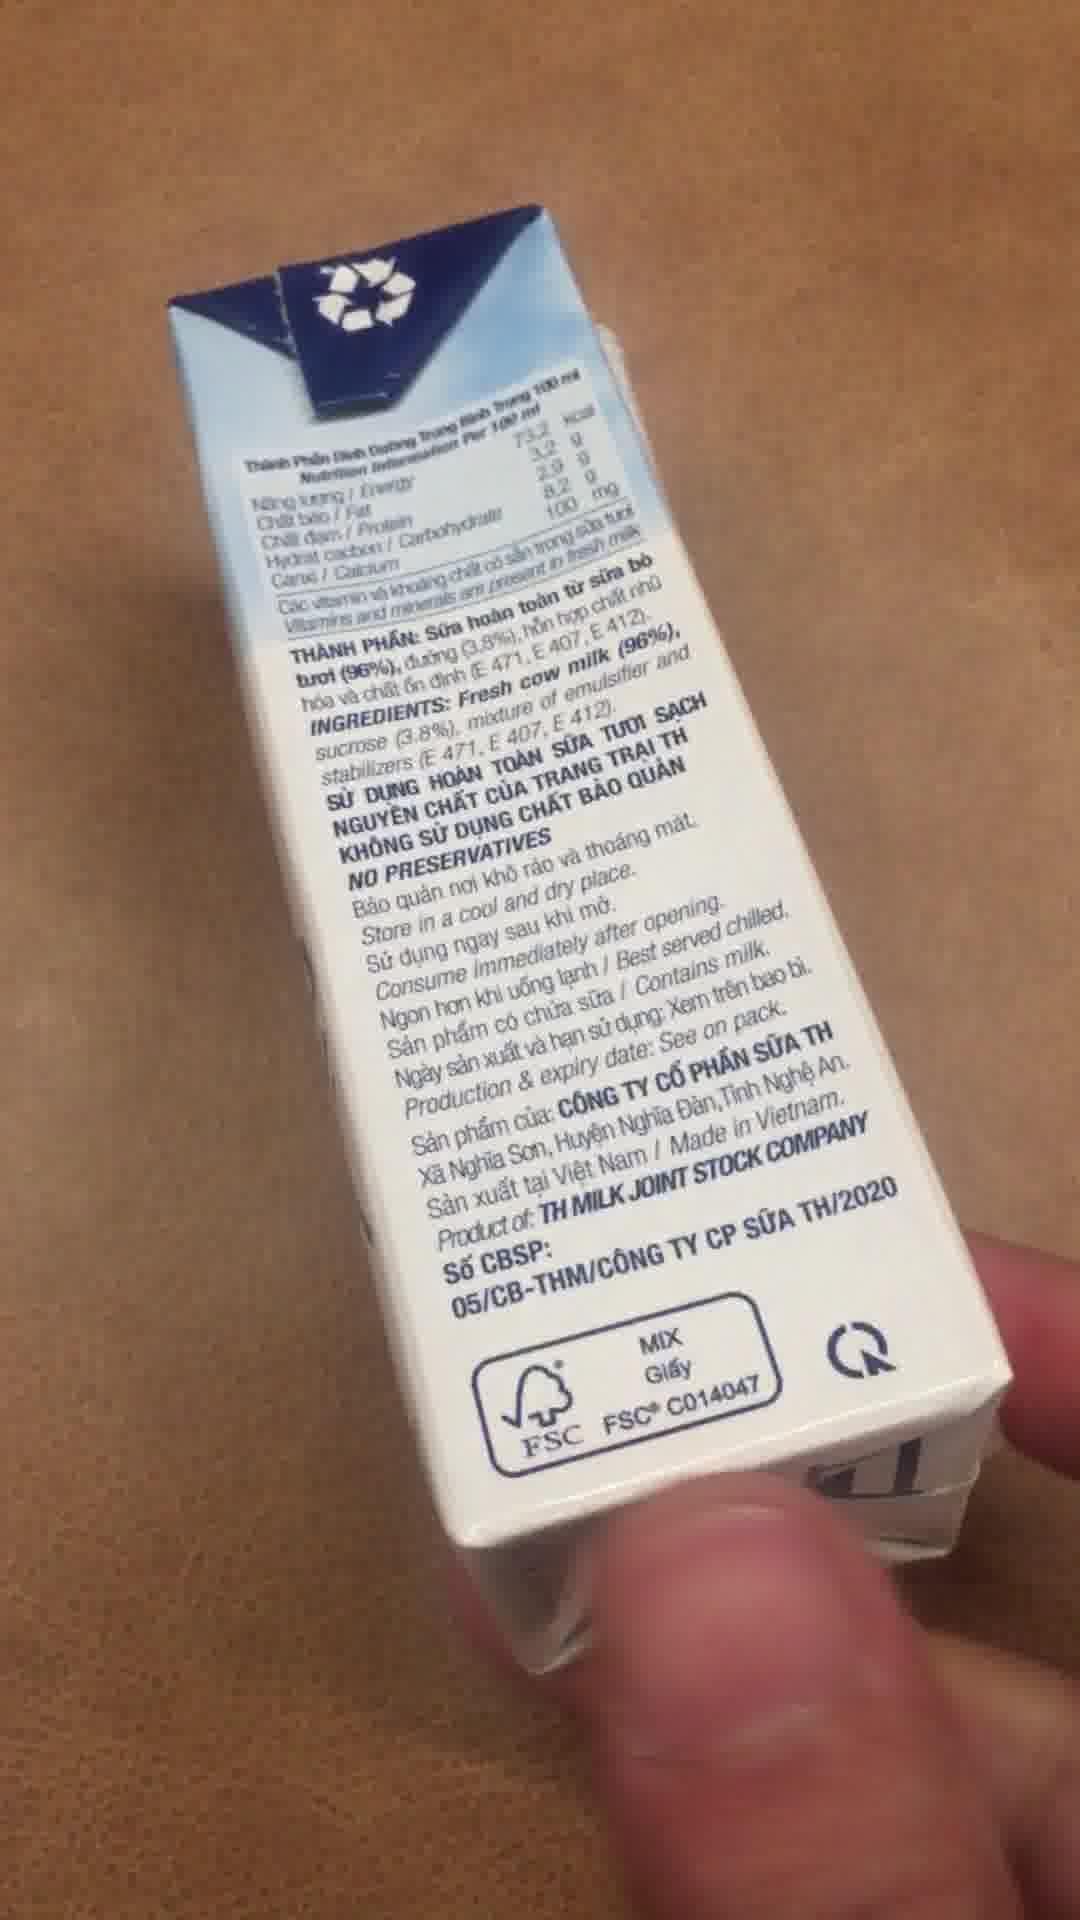 Thành Phần Dinh Dưỡng Trung Bình Trong 100 ml
Nutrition Information Per 100 ml
Năng lượng / Energy 73,2 kcal
Chất béo / Fat 3,2 g
Chất đạm / Protein 2,9 g
Hydrat cacbon / Carbohydrate 8,2 g
Canxi / Calcium 100 mg
Các vitamin và khoáng chất có sẵn trong sữa tươi
Vitamins and minerals are present in fresh milk
THÀNH PHẦN: Sữa hoàn toàn từ sữa bò
tươi (96%), đường (3,8%), hỗn hợp chất nhũ
hóa và chất ổn định (E 471, E 407, E 412).
INGREDIENTS: Fresh cow milk (96%),
sucrose (3.8%), mixture of emulsifier and
stabilizers (E 471, E 407, E 412).
SỬ DỤNG HOÀN TOÀN SỮA TƯƠI SẠCH
NGUYÊN CHẤT CỦA TRANG TRẠI TH
KHÔNG SỬ DỤNG CHẤT BẢO QUẢN
NO PRESERVATIVES
Bảo quản nơi khô ráo và thoáng mát.
Store in a cool and dry place.
Sử dụng ngay sau khi mở.
Consume immediately after opening.
Ngon hơn khi uống lạnh / Best served chilled.
Sản phẩm có chứa sữa / Contains milk.
Ngày sản xuất và hạn sử dụng: Xem trên bao bì.
Production & expiry date: See on pack.
Sản phẩm của: CÔNG TY CỔ PHẦN SỮA TH
Xã Nghĩa Sơn, Huyện Nghĩa Đàn, Tỉnh Nghệ An.
Sản xuất tại Việt Nam / Made in Vietnam.
Product of: TH MILK JOINT STOCK COMPANY
Số CBSP:
05/CB-THM/CÔNG TY CP SỮA TH/2020
MIX
Giấy
FSC FSC® C014047